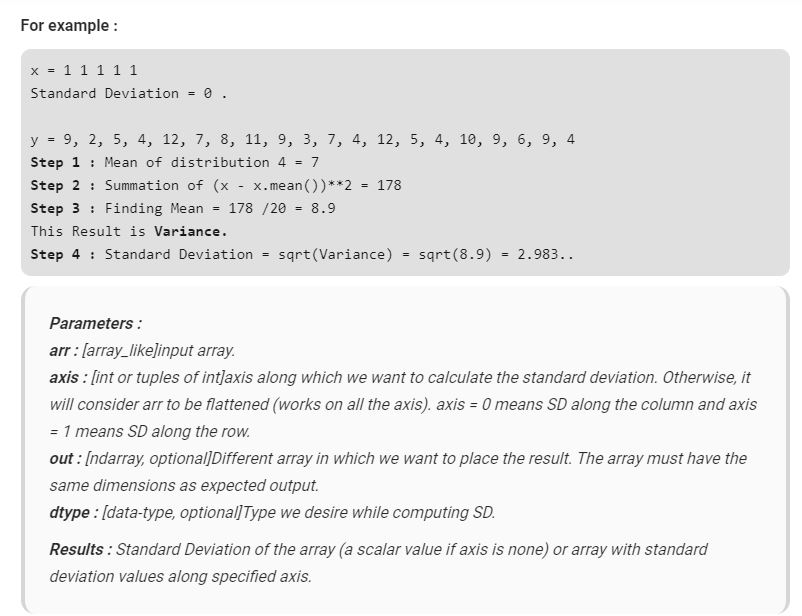 For example :
x = 1 1 1 1 1
Standard Deviation = 0 .
y = 9, 2, 5, 4, 12, 7, 8, 11, 9, 3, 7, 4, 12, 5, 4, 10, 9, 6, 9, 4
Step 1 : Mean of distribution 4 = 7
Step 2 : Summation of (x - x.mean())**2 = 178
Step 3 : Finding Mean = 178 /20 = 8.9
This Result is Variance.
Step 4 : Standard Deviation = sqrt(Variance) = sqrt(8.9) = 2.983..
Parameters :
arr : [array_like]input array.
axis : [int or tuples of int]axis along which we want to calculate the standard deviation. Otherwise, it
will consider arr to be flattened (works on all the axis). axis = 0 means SD along the column and axis
= 1 means SD along the row.
out : [ndarray, optional]Different array in which we want to place the result. The array must have the
same dimensions as expected output.
dtype : [data-type, optional]Type we desire while computing SD.
Results : Standard Deviation of the array (a scalar value if axis is none) or array with standard
deviation values along specified axis.